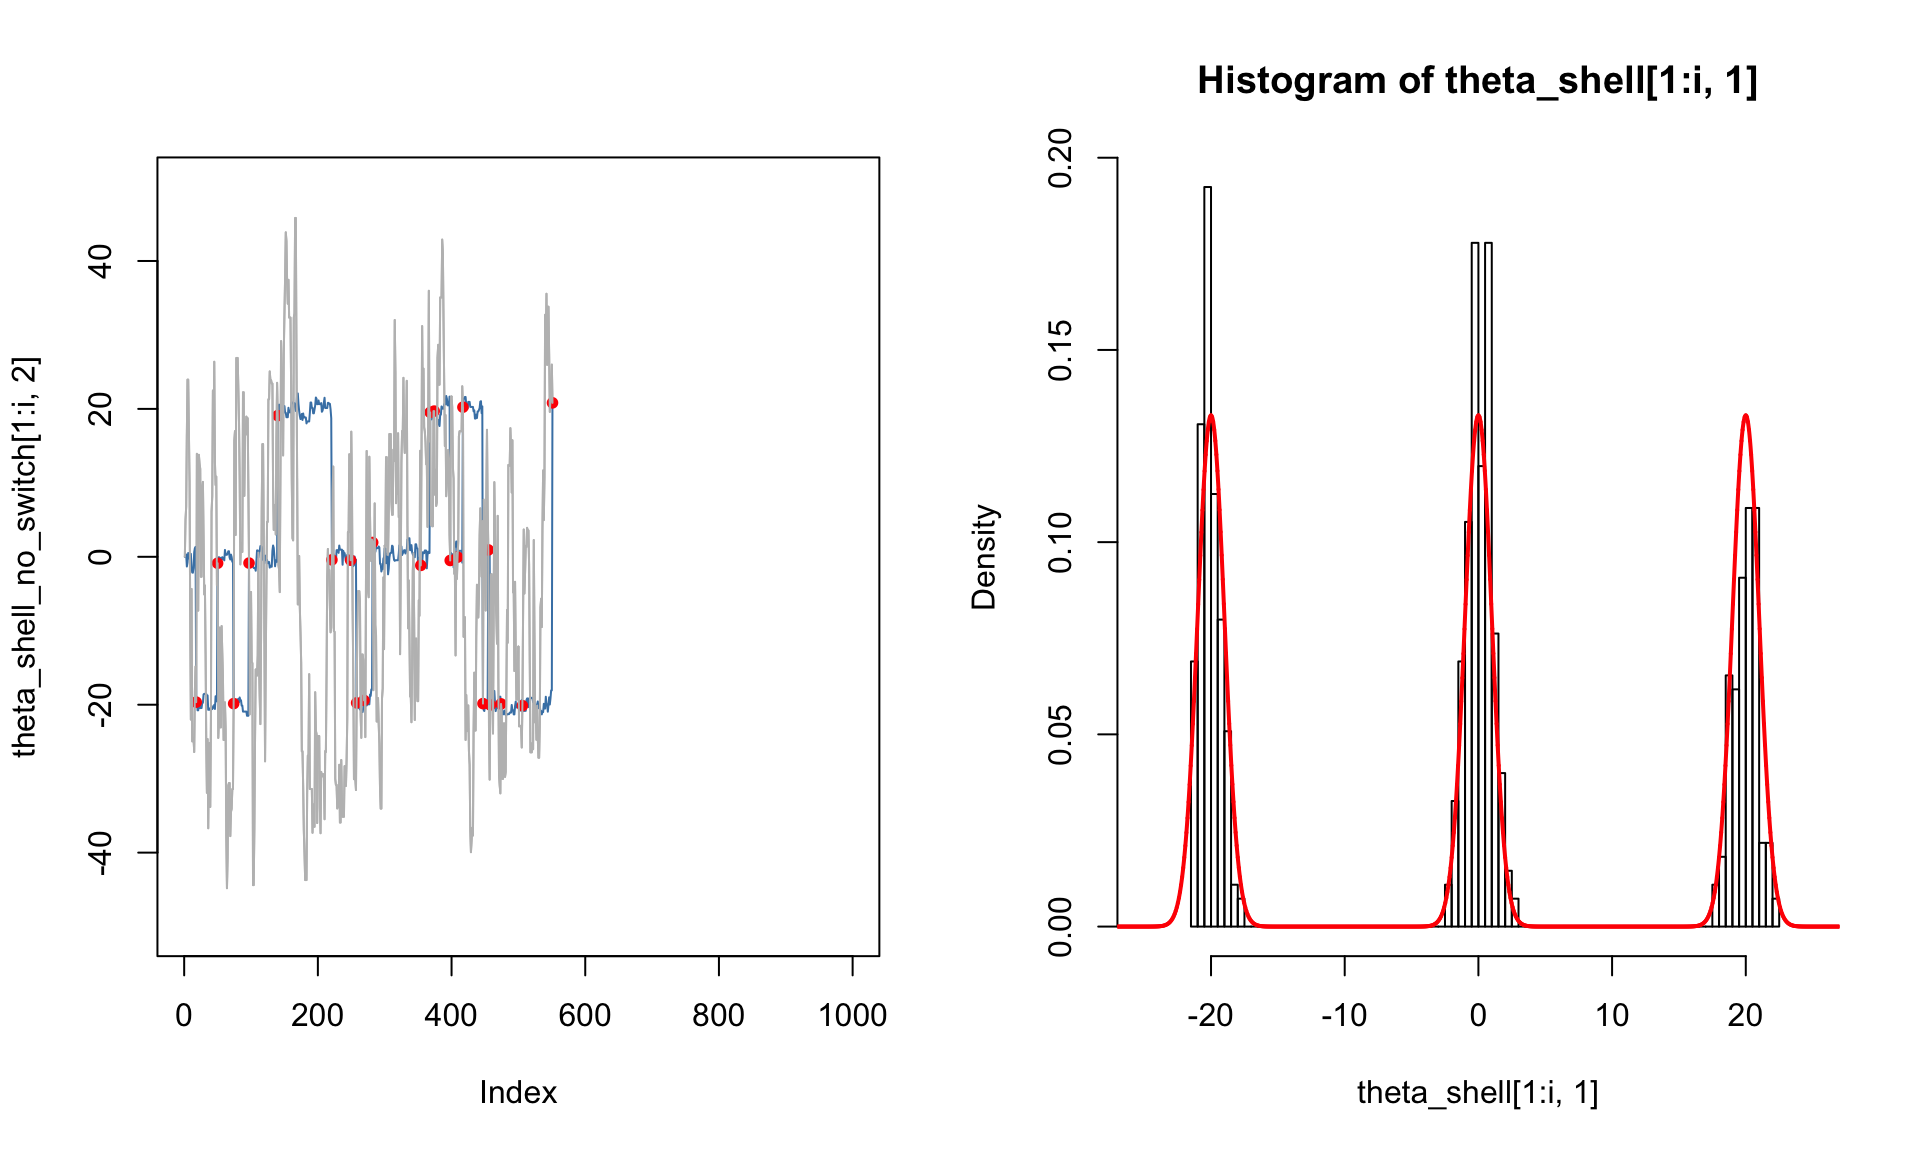 theta_shell_no_switch[1:i, 2]
40
20
0
-20
-40
0 200 400 600 800 1000
Index
Histogram of theta_shell[1:i, 1]
Density
0.20
0.15
0.10
0.05
0.00
-20 -10 0 10 20
theta_shell[1:i, 1]